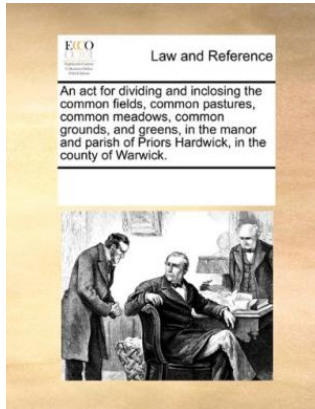 ECCO
Law and Reference
An act for dividing and inclosing the
common fields, common pastures,
common meadows, common
grounds, and greens, in the manor
and parish of Priors Hardwick, in the
county of Warwick.